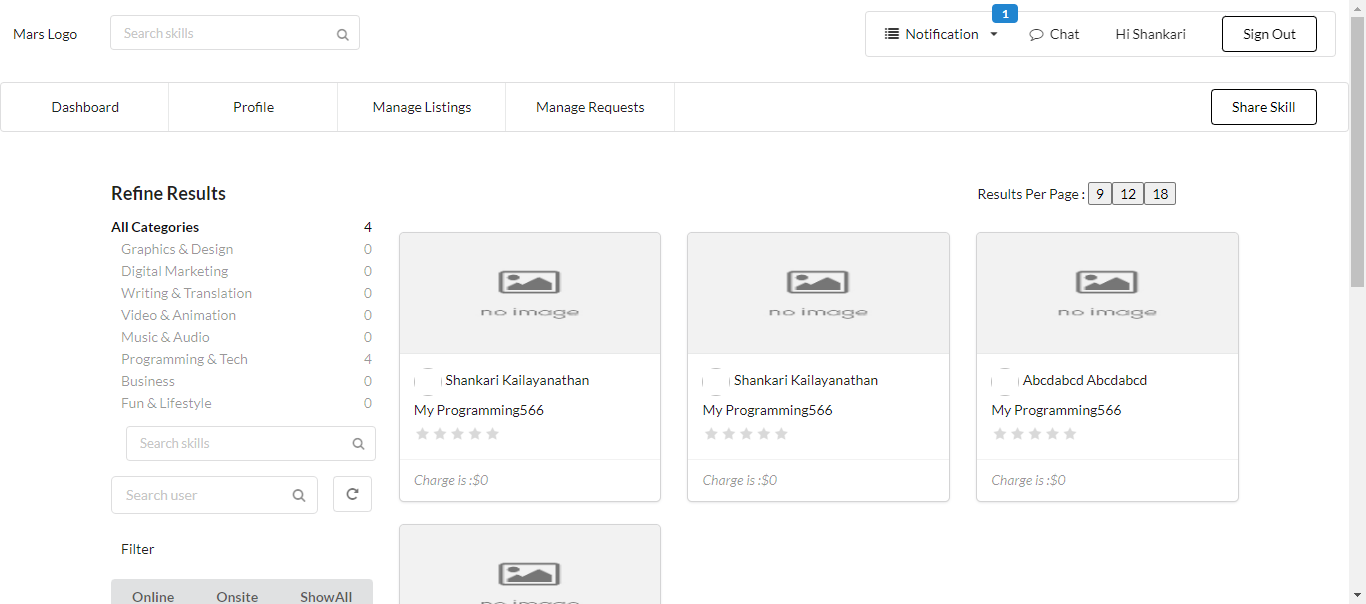 Mars Logo
Search skills
1
Notification
Chat
Hi Shankari
Sign Out
Dashboard
Profile
Manage Listings
Manage Requests
Share Skill
Refine Results
Results Per Page : 9 12 18
All Categories 4
Graphics & Design 0
Digital Marketing 0
Writing & Translation 0
Video & Animation 0
Music & Audio 0
Programming & Tech 4
Business 0
Fun & Lifestyle 0
Search skills
Search user
Filter
Online Onsite ShowAll
no image
Shankari Kailayanathan
My Programming566
Charge is :$0
no image
Shankari Kailayanathan
My Programming566
Charge is :$0
no image
Abcdabcd Abcdabcd
My Programming566
Charge is :$0
no image